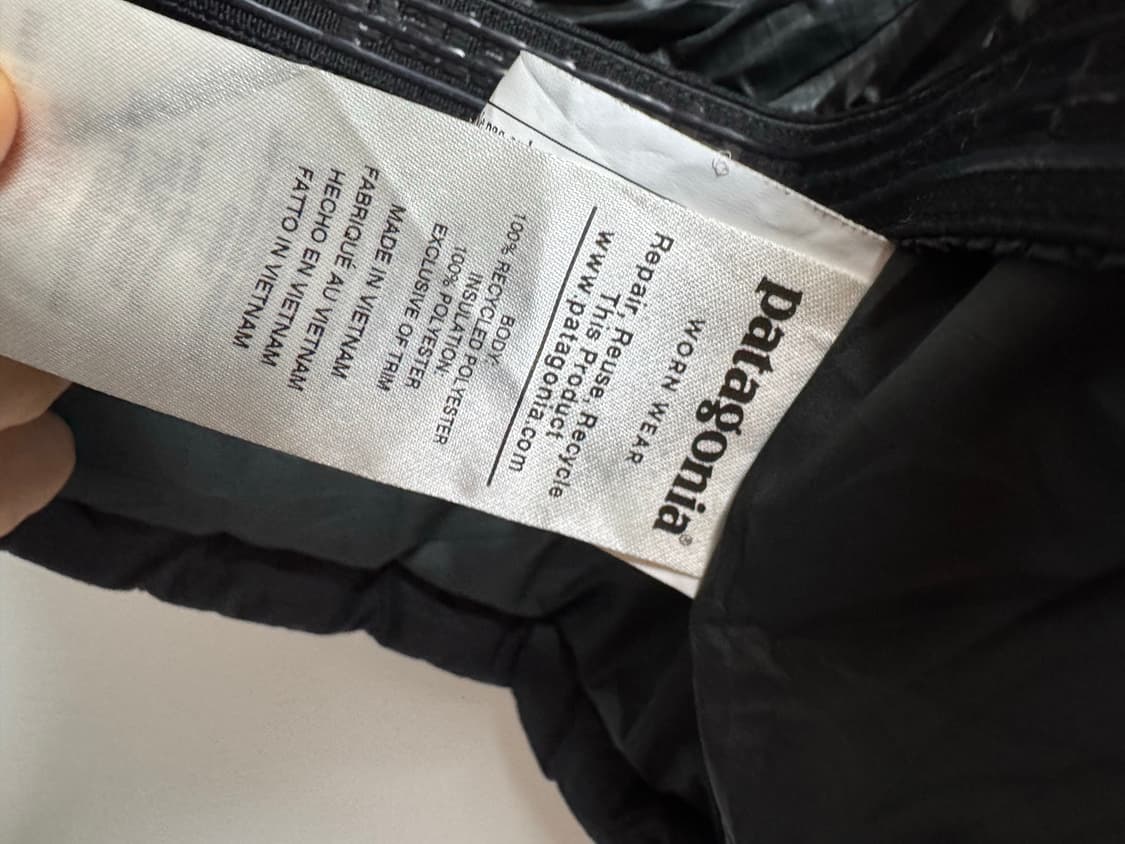 patagonia®
WORN WEAR
Repair, Reuse, Recycle
This Product
www.patagonia.com
BODY:
100% RECYCLED POLYESTER
INSULATION:
100% POLYESTER
EXCLUSIVE OF TRIM
MADE IN VIETNAM
FABRIQUÉ AU VIETNAM
HECHO EN VIETNAM
FATTO IN VIETNAM